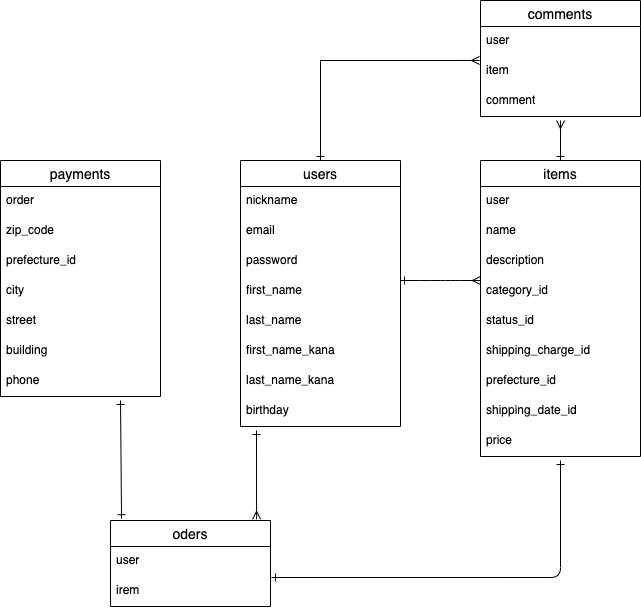 comments
user
item
comment
payments
order
zip_code
prefecture_id
city
street
building
phone
users
nickname
email
password
first_name
last_name
first_name_kana
last_name_kana
birthday
items
user
name
description
category_id
status_id
shipping_charge_id
prefecture_id
shipping_date_id
price
oders
user
irem